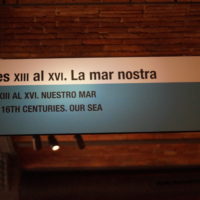 es XIII al XVI. La mar nostra
XIII AL XVI. NUESTRO MAR
16TH CENTURIES. OUR SEA